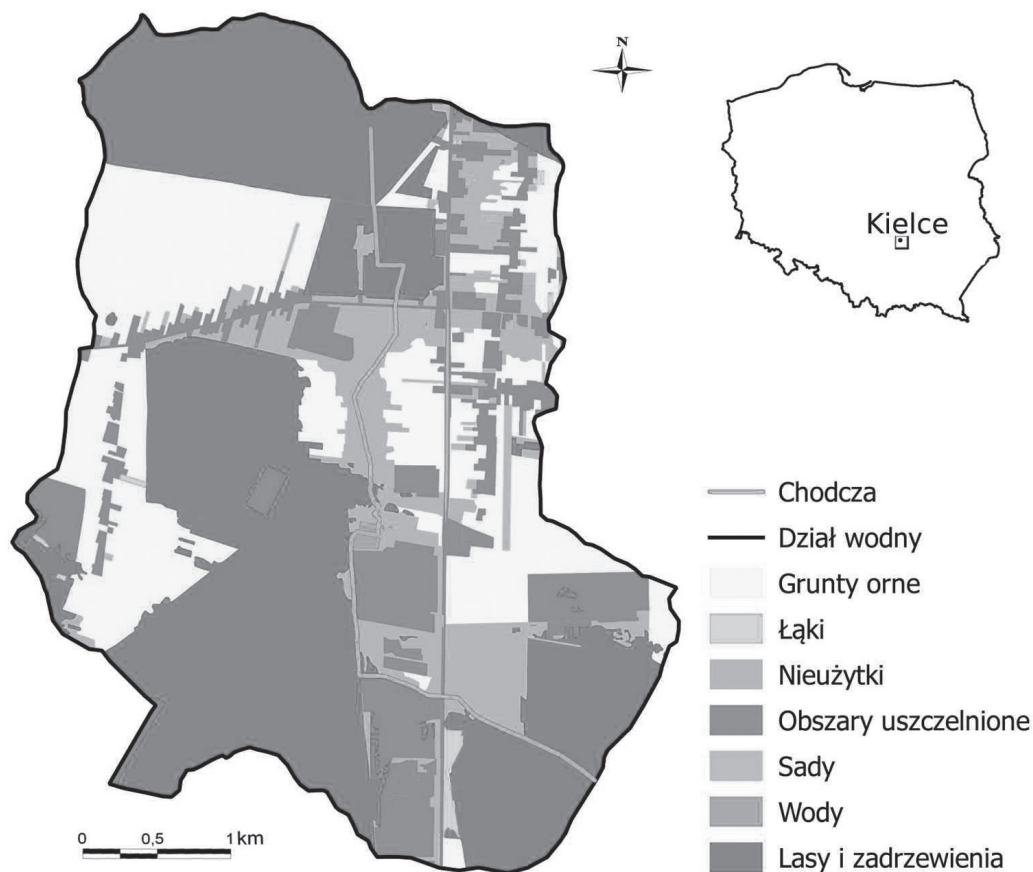 N
Kielce
Chodcza
Dział wodny
Grunty orne
Łąki
Nieużytki
Obszary uszczelnione
Sady
Wody
Lasy i zadrzewienia
0 0,5 1 km